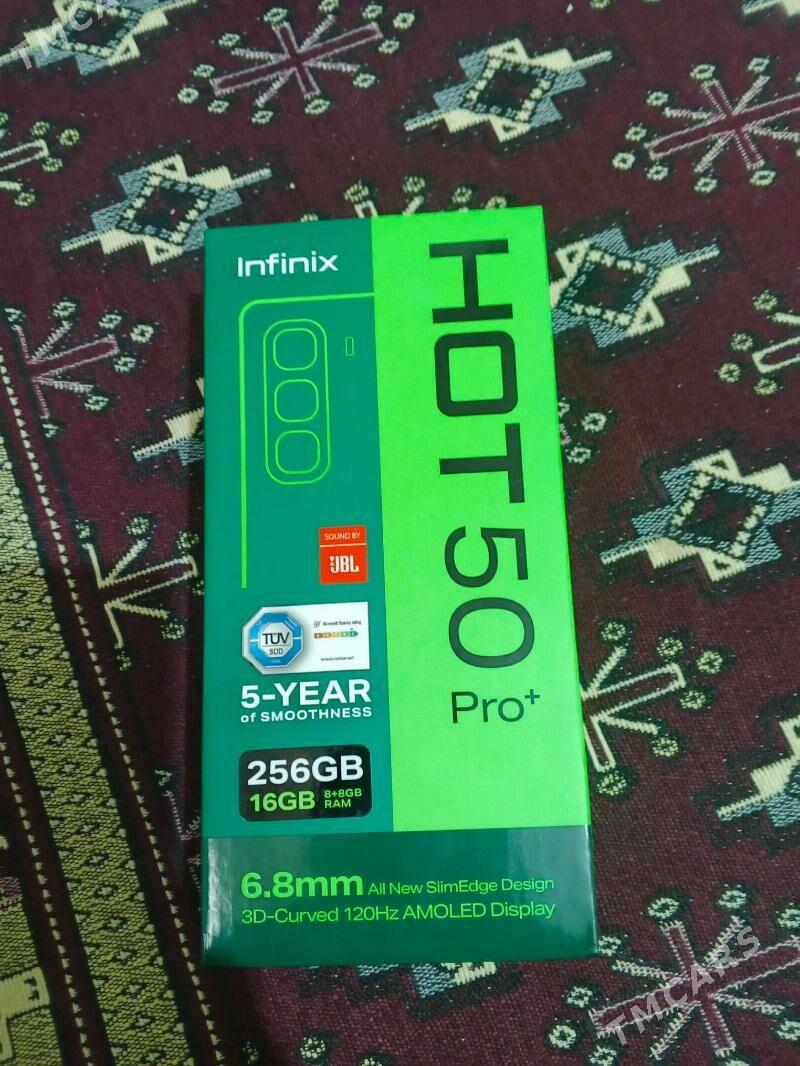 TMCARS
Infinix
HOT 50
Pro+
SOUND BY
JBL
TÜV
SÜD
5-YEAR
of SMOOTHNESS
256GB
16GB 8+8GB
RAM
6.8mm All New SlimEdge Design
3D-Curved 120Hz AMOLED Display
TMCARS